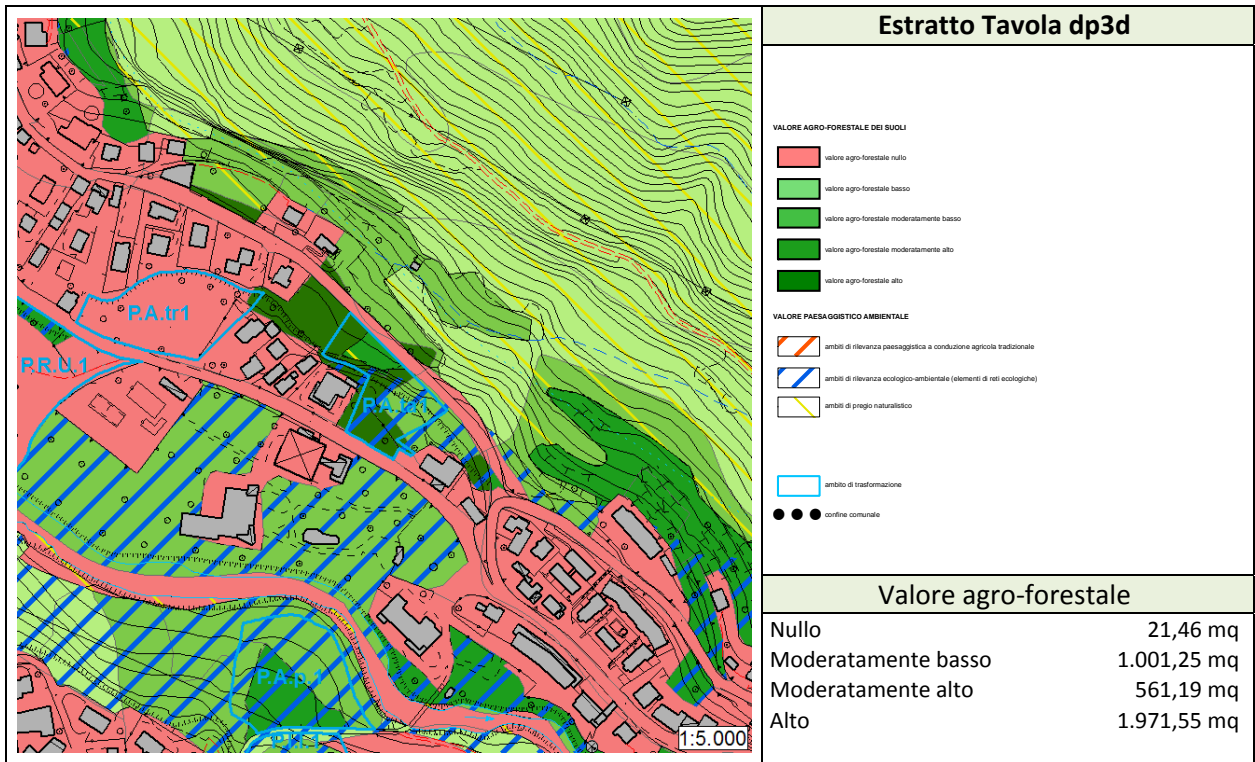 Estratto Tavola dp3d
VALORE AGRO-FORESTALE DEI SUOLI
valore agro-forestale nullo
valore agro-forestale basso
valore agro-forestale moderatamente basso
valore agro-forestale moderatamente alto
valore agro-forestale alto
VALORE PAESAGGISTICO AMBIENTALE
ambiti di rilevanza paesaggistica a conduzione agricola tradizionale
ambiti di rilevanza ecologico-ambientale (elementi di reti ecologiche)
ambiti di pregio naturalistico
ambito di trasformazione
confine comunale
P.A.tr1
P.R.U.1
P.A.p.1
1:5.000
Valore agro-forestale
Nullo 21,46 mq
Moderatamente basso 1.001,25 mq
Moderatamente alto 561,19 mq
Alto 1.971,55 mq